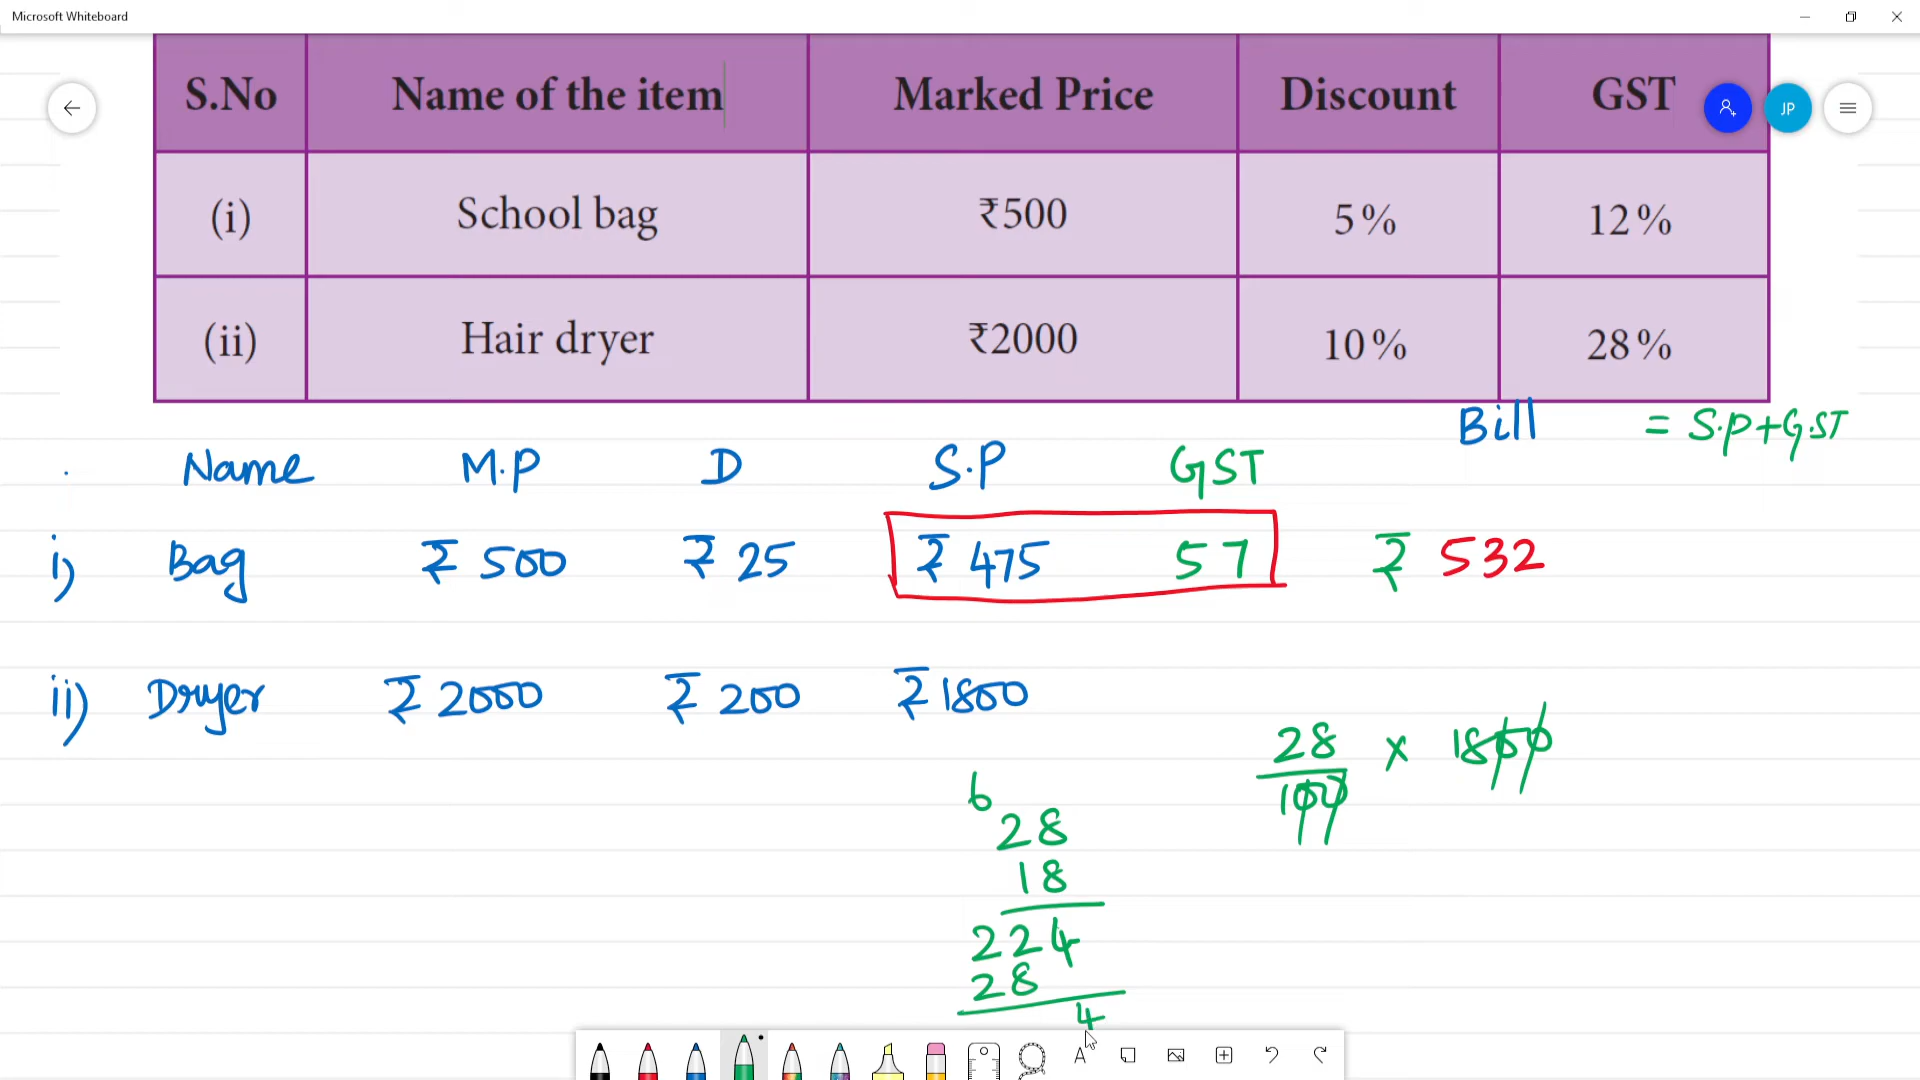 Microsoft Whiteboard
S.No Name of the item Marked Price Discount GST
JP
(i) School bag ₹500 5% 12%
(ii) Hair dryer ₹2000 10% 28%
Bill = S.P+G.ST
Name M.P D S.P GST
i) Bag ₹ 500 ₹ 25 ₹ 475 57 ₹ 532
ii) Dryer ₹ 2000 ₹ 200 ₹ 1800
28 × 1800
100
6
28
18
224
28
4
A